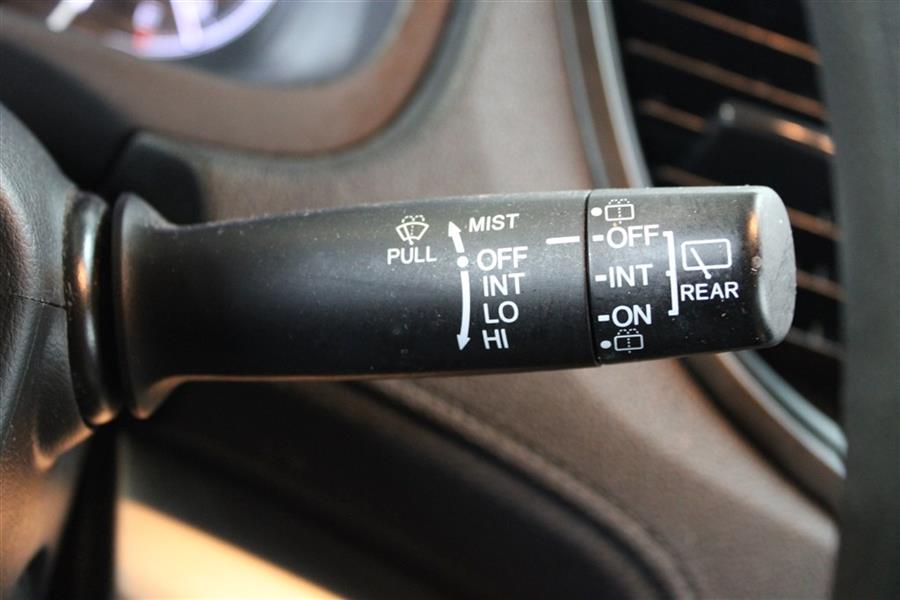 PULL
MIST
OFF
INT
LO
HI
OFF
INT
ON
REAR